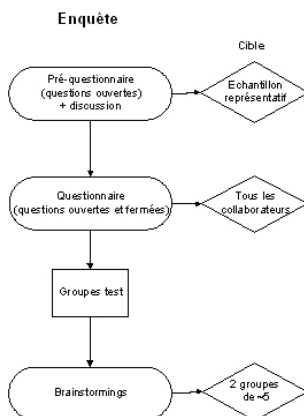 Enquête
Cible
Pré-questionnaire
(questions ouvertes)
+ discussion
Echantillon
représentatif
Questionnaire
(questions ouvertes et fermées)
Tous les
collaborateurs
Groupes test
Brainstormings
2 groupes
de ~5